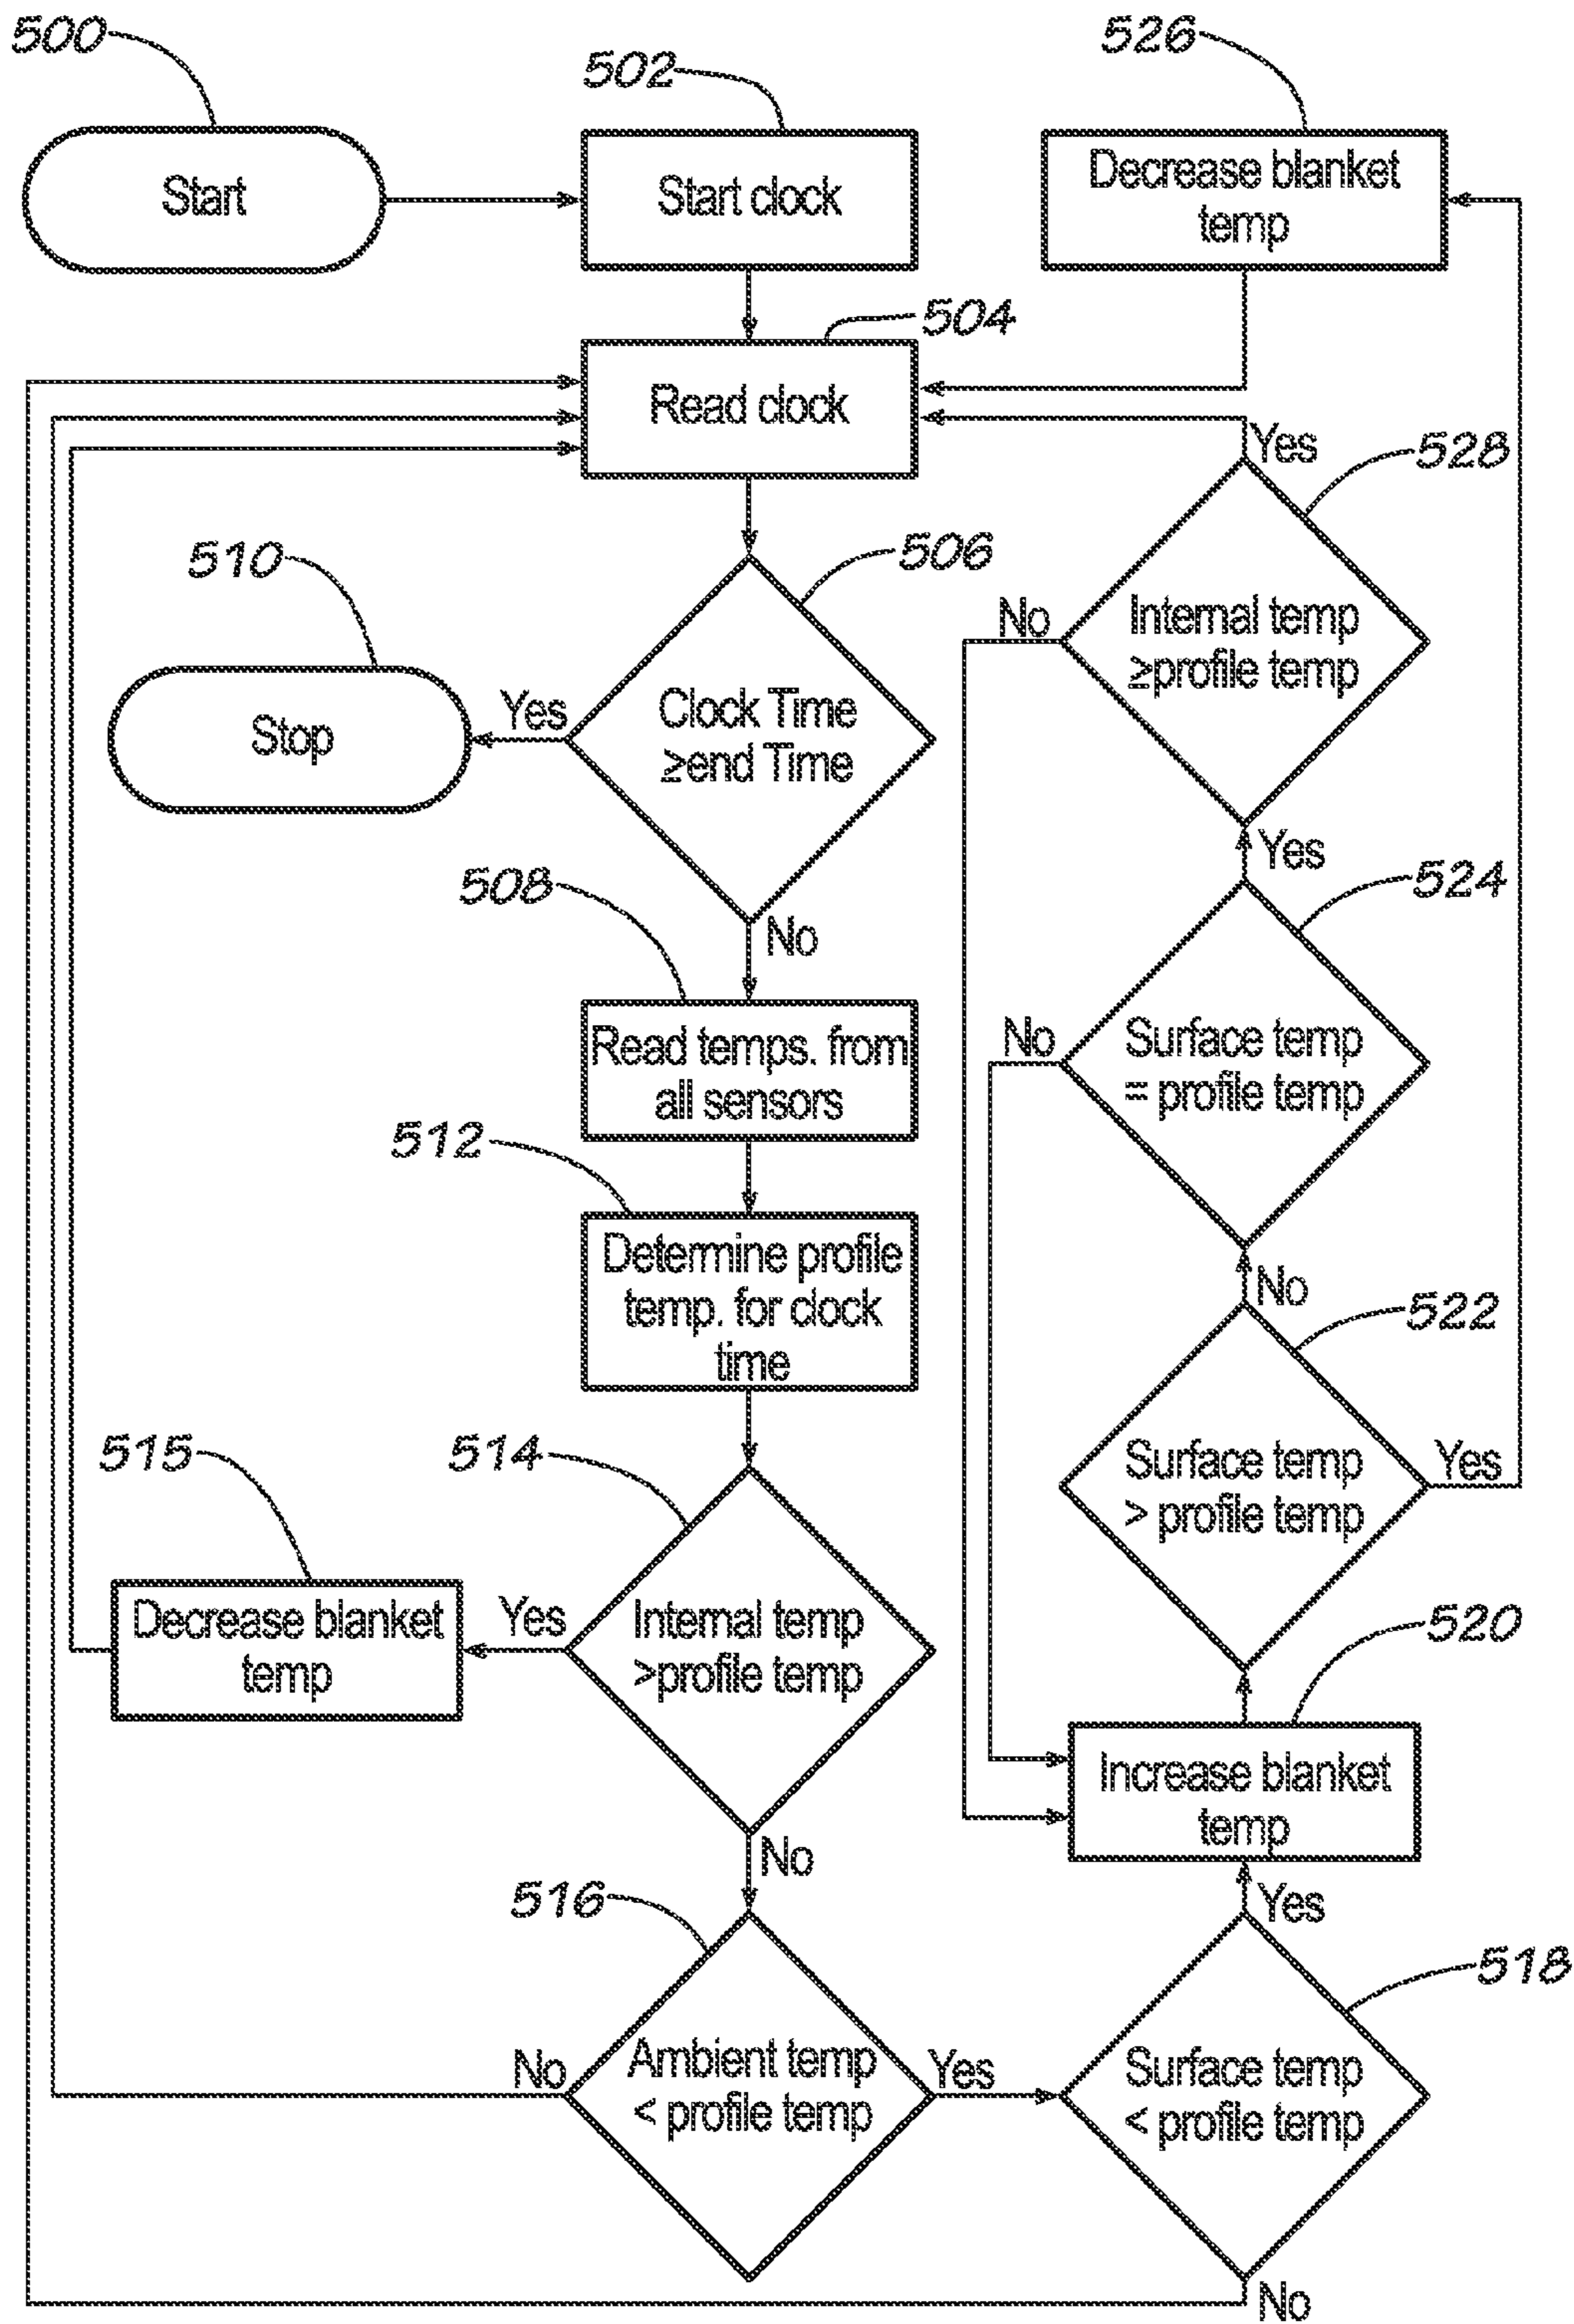 500
502
526
Start
Start clock
Decrease blanket
temp
504
Read clock
Yes
528
510
506
No
Internal temp
≥profile temp
Stop
Yes
Clock Time
≥end Time
508
No
Yes
524
Read temps. from
all sensors
No
Surface temp
= profile temp
512
Determine profile
temp. for clock
time
No
522
515
514
Surface temp
> profile temp
Yes
Decrease blanket
temp
Yes
Internal temp
>profile temp
520
Increase blanket
temp
No
516
Yes
518
No
Ambient temp
< profile temp
Yes
Surface temp
< profile temp
No